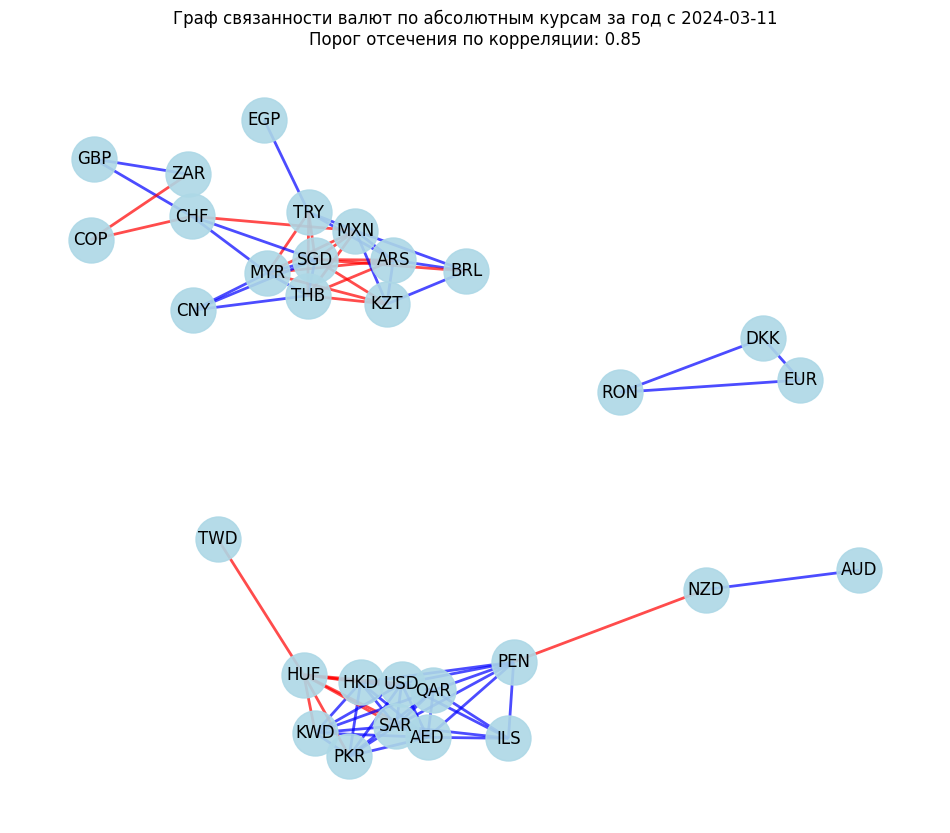 Граф связанности валют по абсолютным курсам за год с 2024-03-11
Порог отсечения по корреляции: 0.85
EGP
GBP
ZAR
CHF
TRY
COP
MXN
SGD
ARS
MYR
BRL
THB
KZT
CNY
DKK
EUR
RON
TWD
AUD
NZD
PEN
HUF
HKD
USD
QAR
SAR
KWD
AED
ILS
PKR